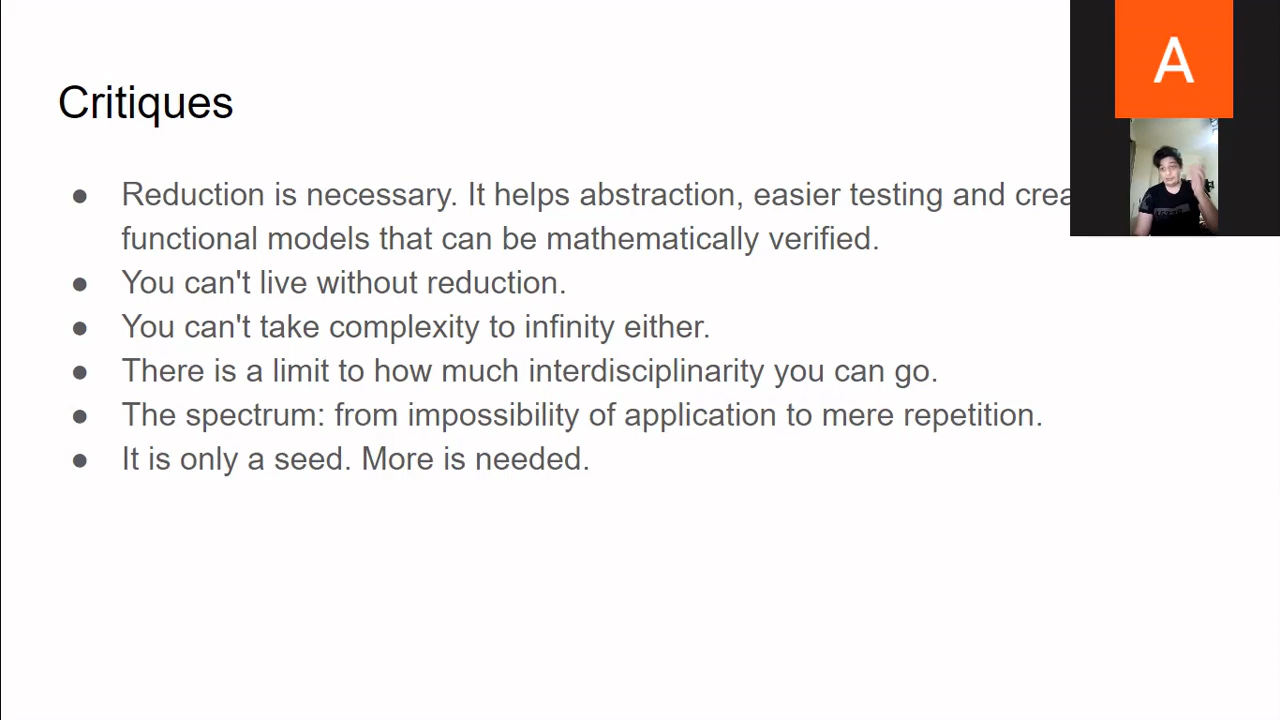 Critiques
A
● Reduction is necessary. It helps abstraction, easier testing and crea
functional models that can be mathematically verified.
● You can't live without reduction.
● You can't take complexity to infinity either.
● There is a limit to how much interdisciplinarity you can go.
● The spectrum: from impossibility of application to mere repetition.
● It is only a seed. More is needed.